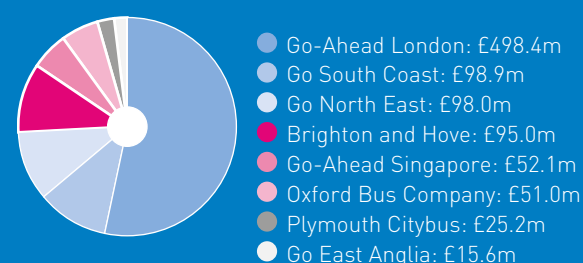 Go-Ahead London: £498.4m
Go South Coast: £98.9m
Go North East: £98.0m
Brighton and Hove: £95.0m
Go-Ahead Singapore: £52.1m
Oxford Bus Company: £51.0m
Plymouth Citybus: £25.2m
Go East Anglia: £15.6m